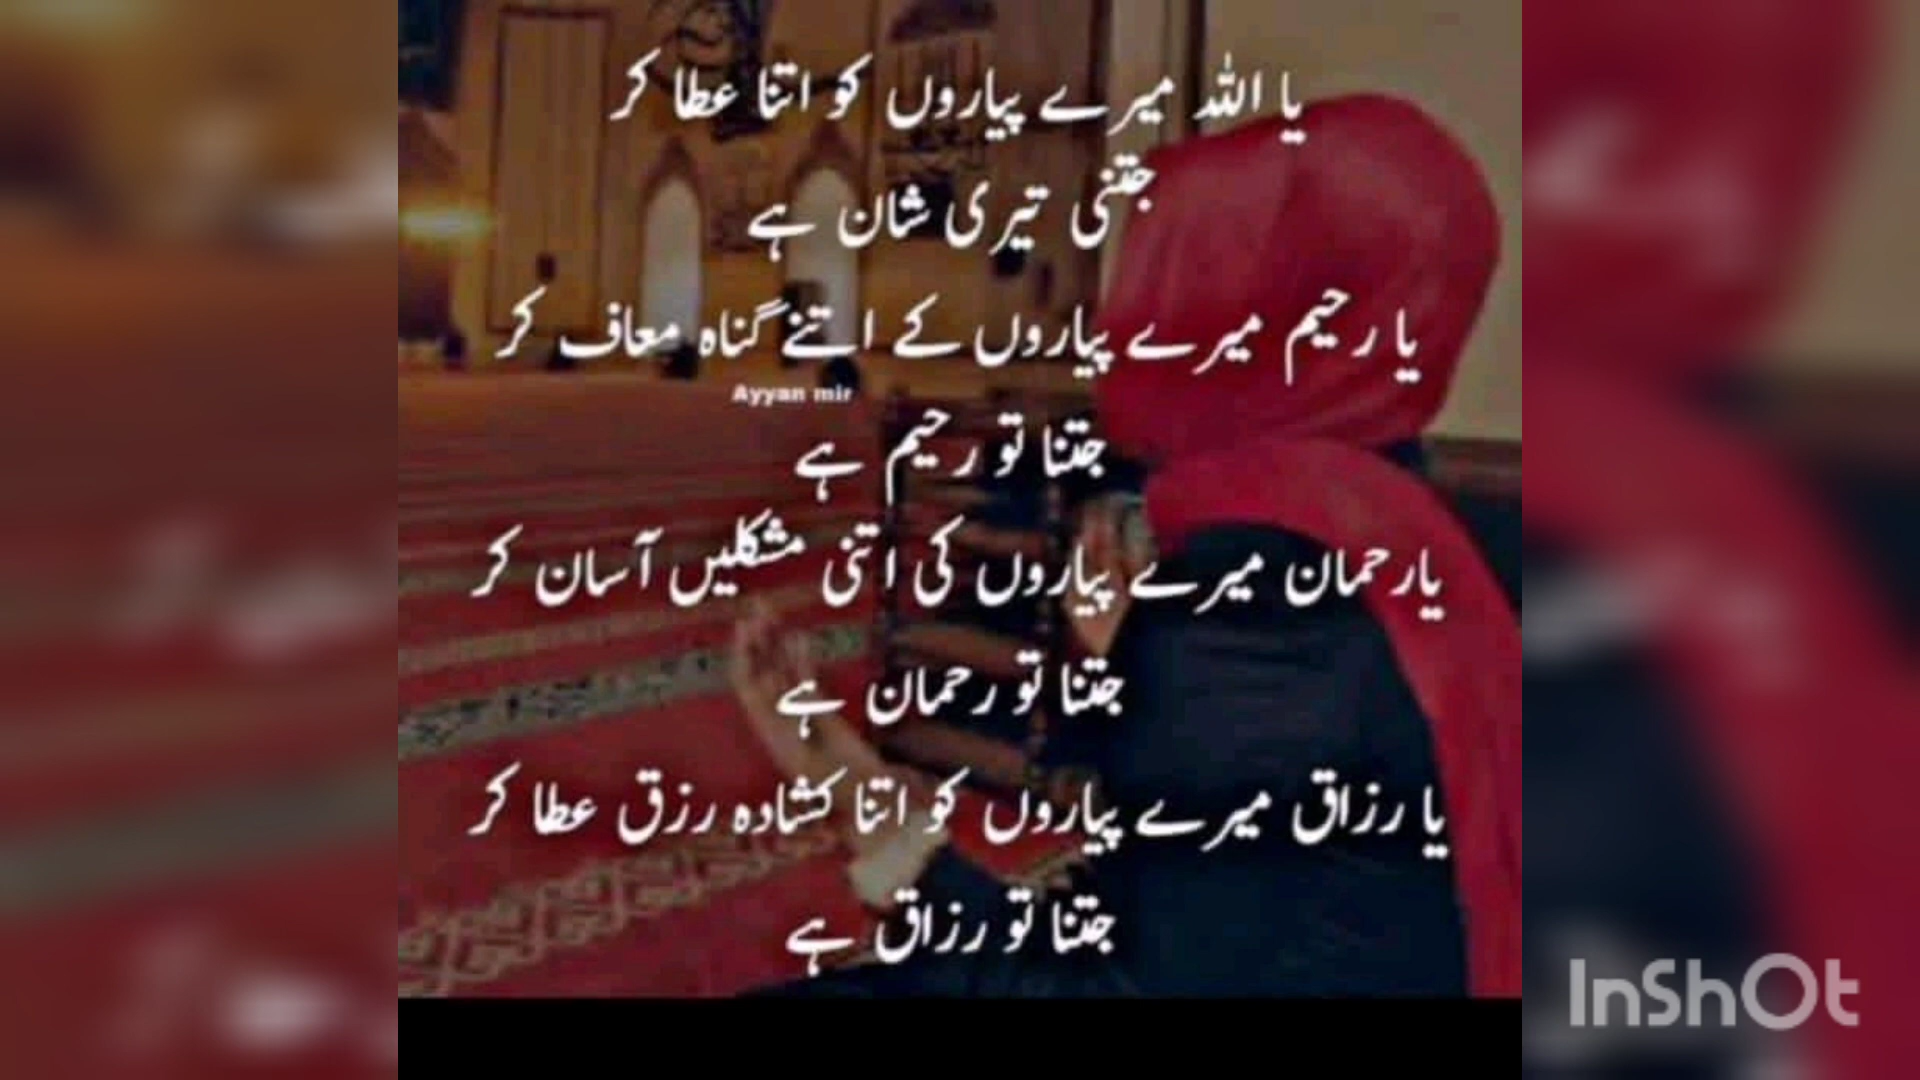 یا اللہ میرے پیاروں کو اتنا عطا کر
جتنی تیری شان ہے
یا رحیم میرے پیاروں کے اتنے گناہ معاف کر
Ayyan mir
جتنا تو رحیم ہے
یارحمان میرے پیاروں کی اتنی مشکلیں آسان کر
جتنا تو رحمان ہے
یا رزاق میرے پیاروں کو اتنا کشادہ رزق عطا کر
جتنا تو رزاق ہے
InShOt